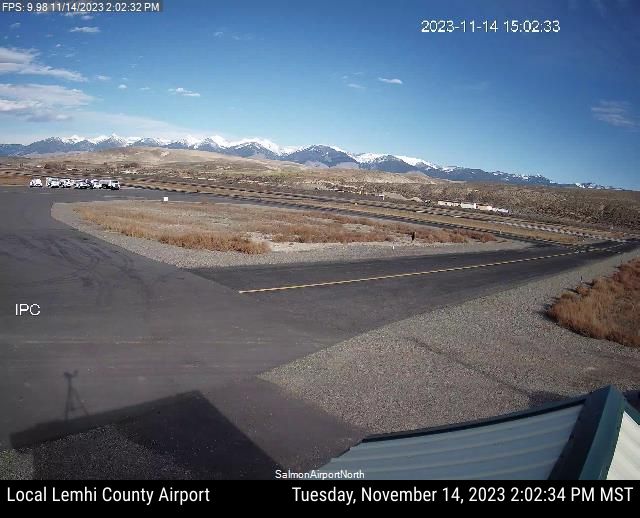 FPS: 9.98 11/14/2023 2:02:32 PM
2023-11-14 15:02:33
IPC
SalmonAirportNorth
Local Lemhi County Airport
Tuesday, November 14, 2023 2:02:34 PM MST